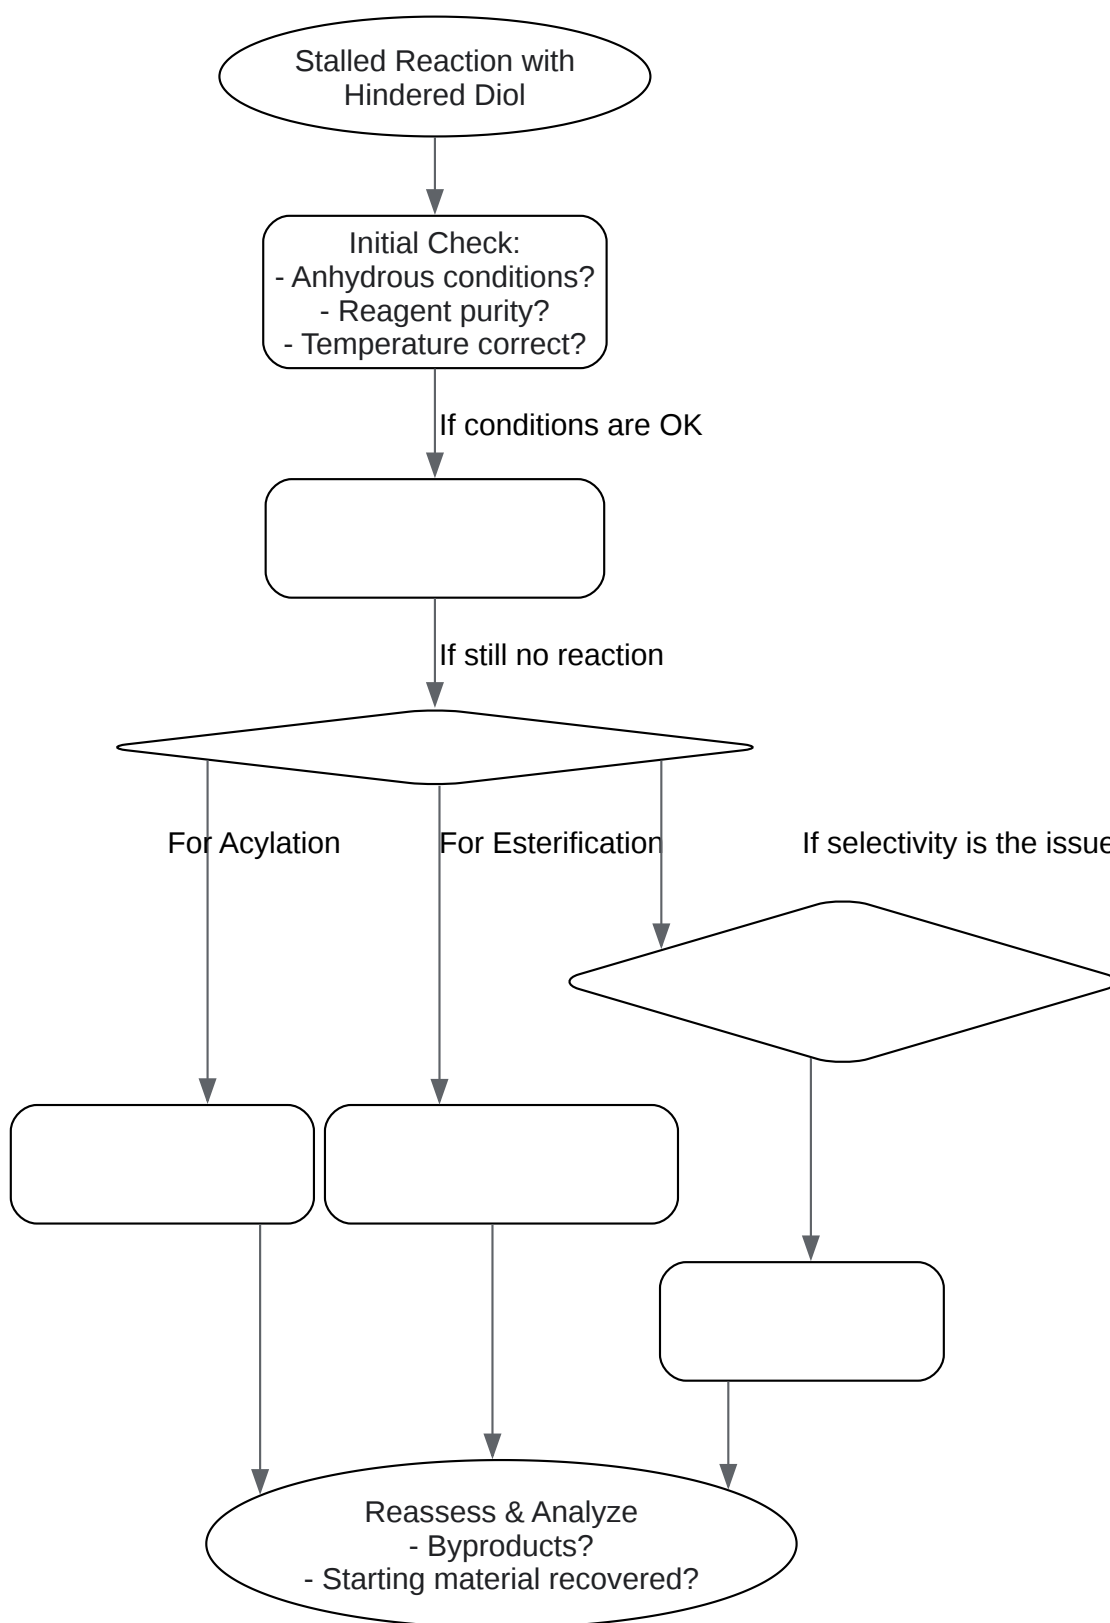 Stalled Reaction with
Hindered Diol
Initial Check:
- Anhydrous conditions?
- Reagent purity?
- Temperature correct?
If conditions are OK
If still no reaction
For Acylation
For Esterification
If selectivity is the issue
Reassess & Analyze
- Byproducts?
- Starting material recovered?